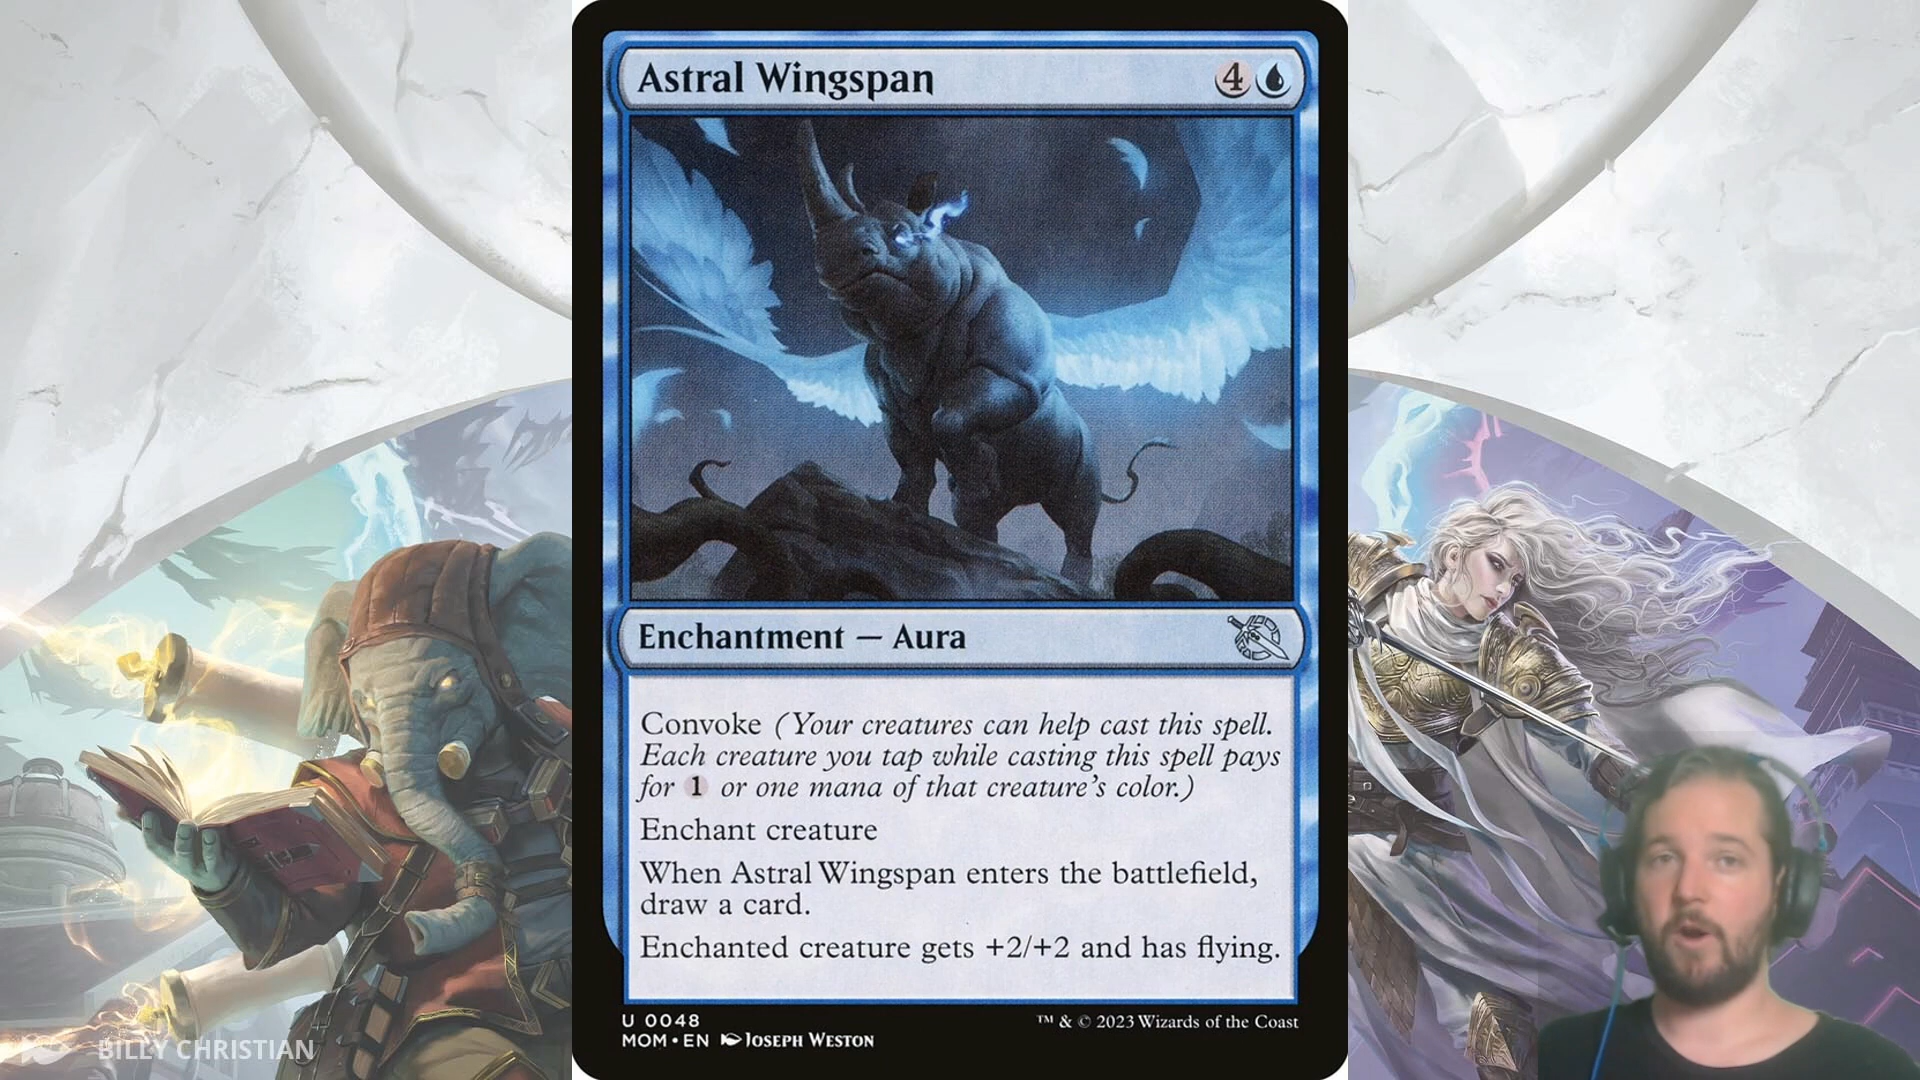 Astral Wingspan 4
Enchantment — Aura
Convoke (Your creatures can help cast this spell.
Each creature you tap while casting this spell pays
for 1 or one mana of that creature's color.)
Enchant creature
When Astral Wingspan enters the battlefield,
draw a card.
Enchanted creature gets +2/+2 and has flying.
U 0048
MOM • EN JOSEPH WESTON
™ & © 2023 Wizards of the Coast
BILLY CHRISTIAN